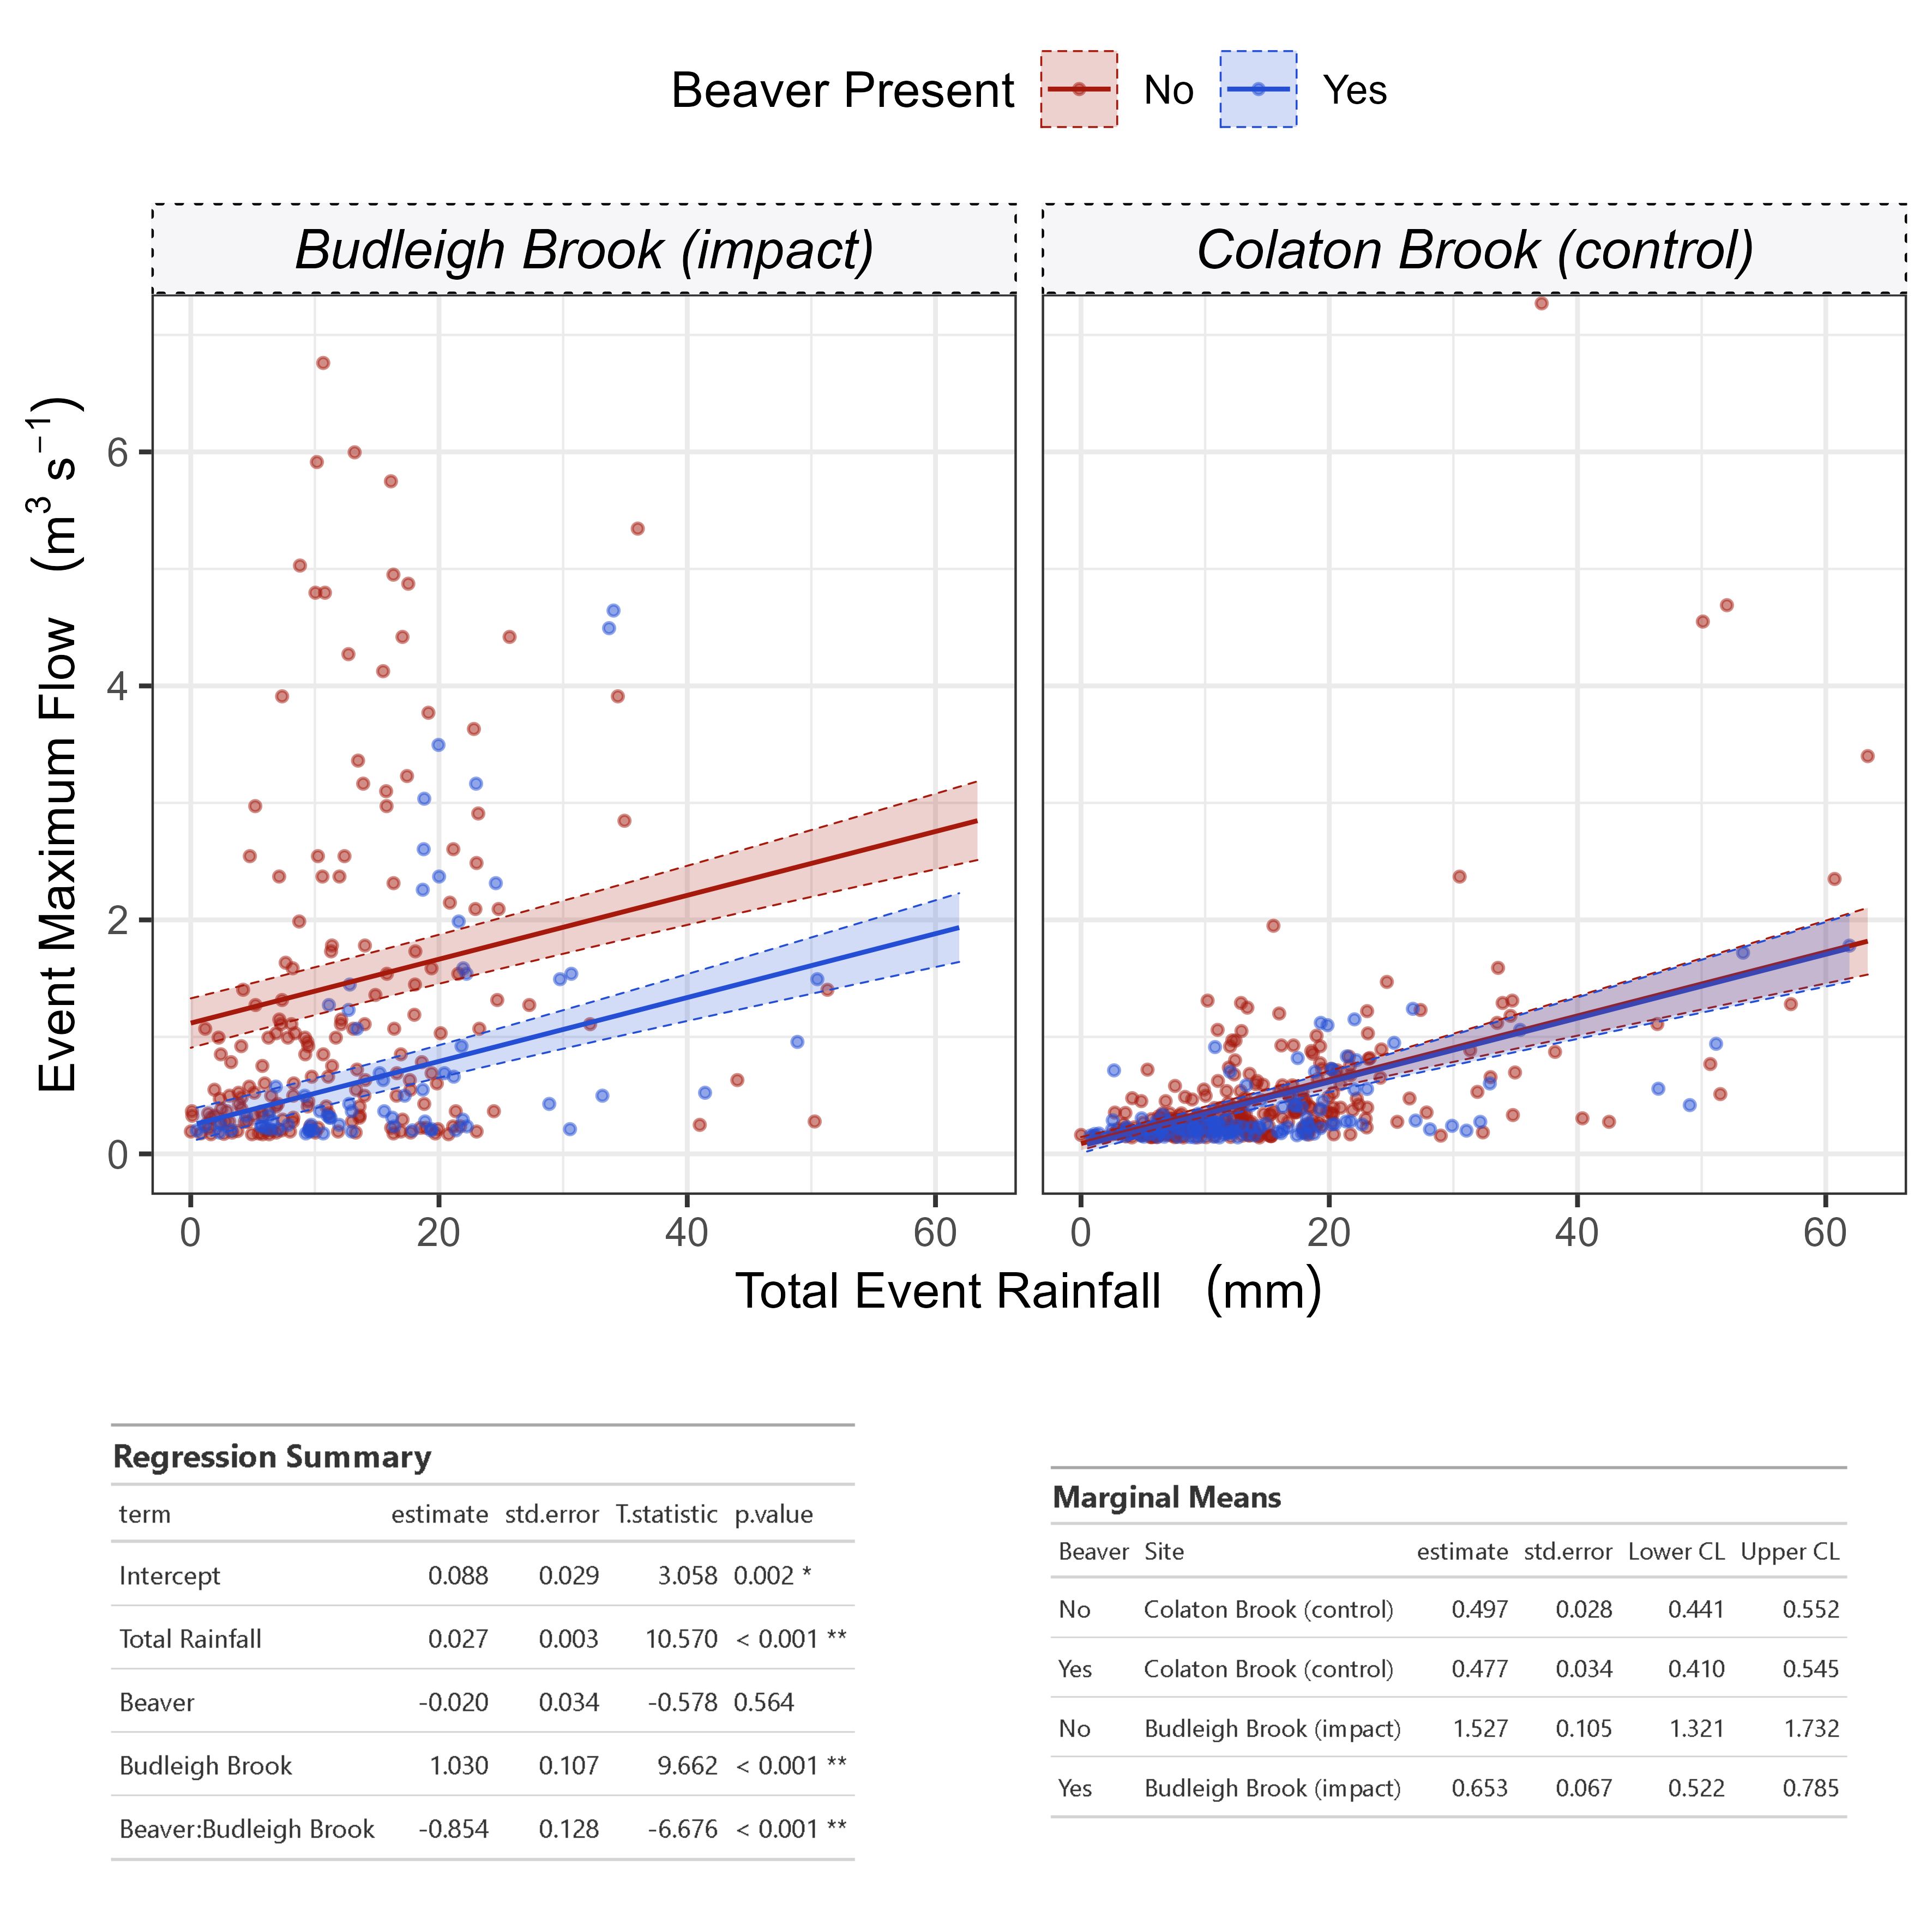 Beaver Present No Yes
Budleigh Brook (impact) Colaton Brook (control)
Event Maximum Flow (m³ s⁻¹)
6
4
2
0
0 20 40 60 0 20 40 60
Total Event Rainfall (mm)
Regression Summary
term estimate std.error T.statistic p.value
Intercept 0.088 0.029 3.058 0.002 *
Total Rainfall 0.027 0.003 10.570 < 0.001 **
Beaver -0.020 0.034 -0.578 0.564
Budleigh Brook 1.030 0.107 9.662 < 0.001 **
Beaver:Budleigh Brook -0.854 0.128 -6.676 < 0.001 **
Marginal Means
Beaver Site estimate std.error Lower CL Upper CL
No Colaton Brook (control) 0.497 0.028 0.441 0.552
Yes Colaton Brook (control) 0.477 0.034 0.410 0.545
No Budleigh Brook (impact) 1.527 0.105 1.321 1.732
Yes Budleigh Brook (impact) 0.653 0.067 0.522 0.785